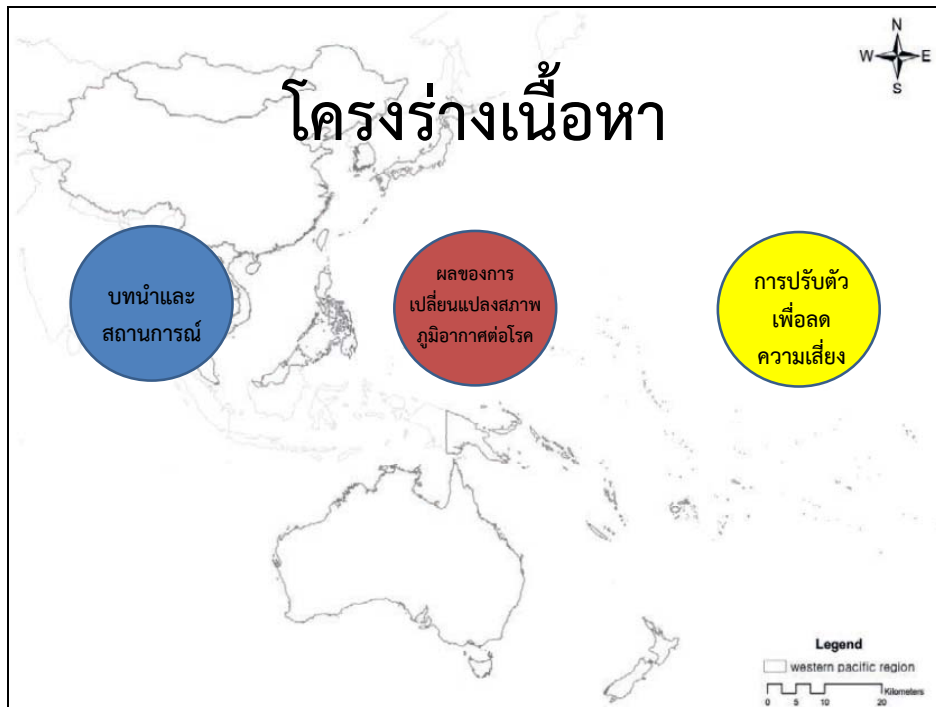 N
W E
S
โครงร่างเนื้อหา
บทนำและ
สถานการณ์
ผลของการ
เปลี่ยนแปลงสภาพ
ภูมิอากาศต่อโรค
การปรับตัว
เพื่อลด
ความเสี่ยง
Legend
western pacific region
Kilometers
0 5 10 20